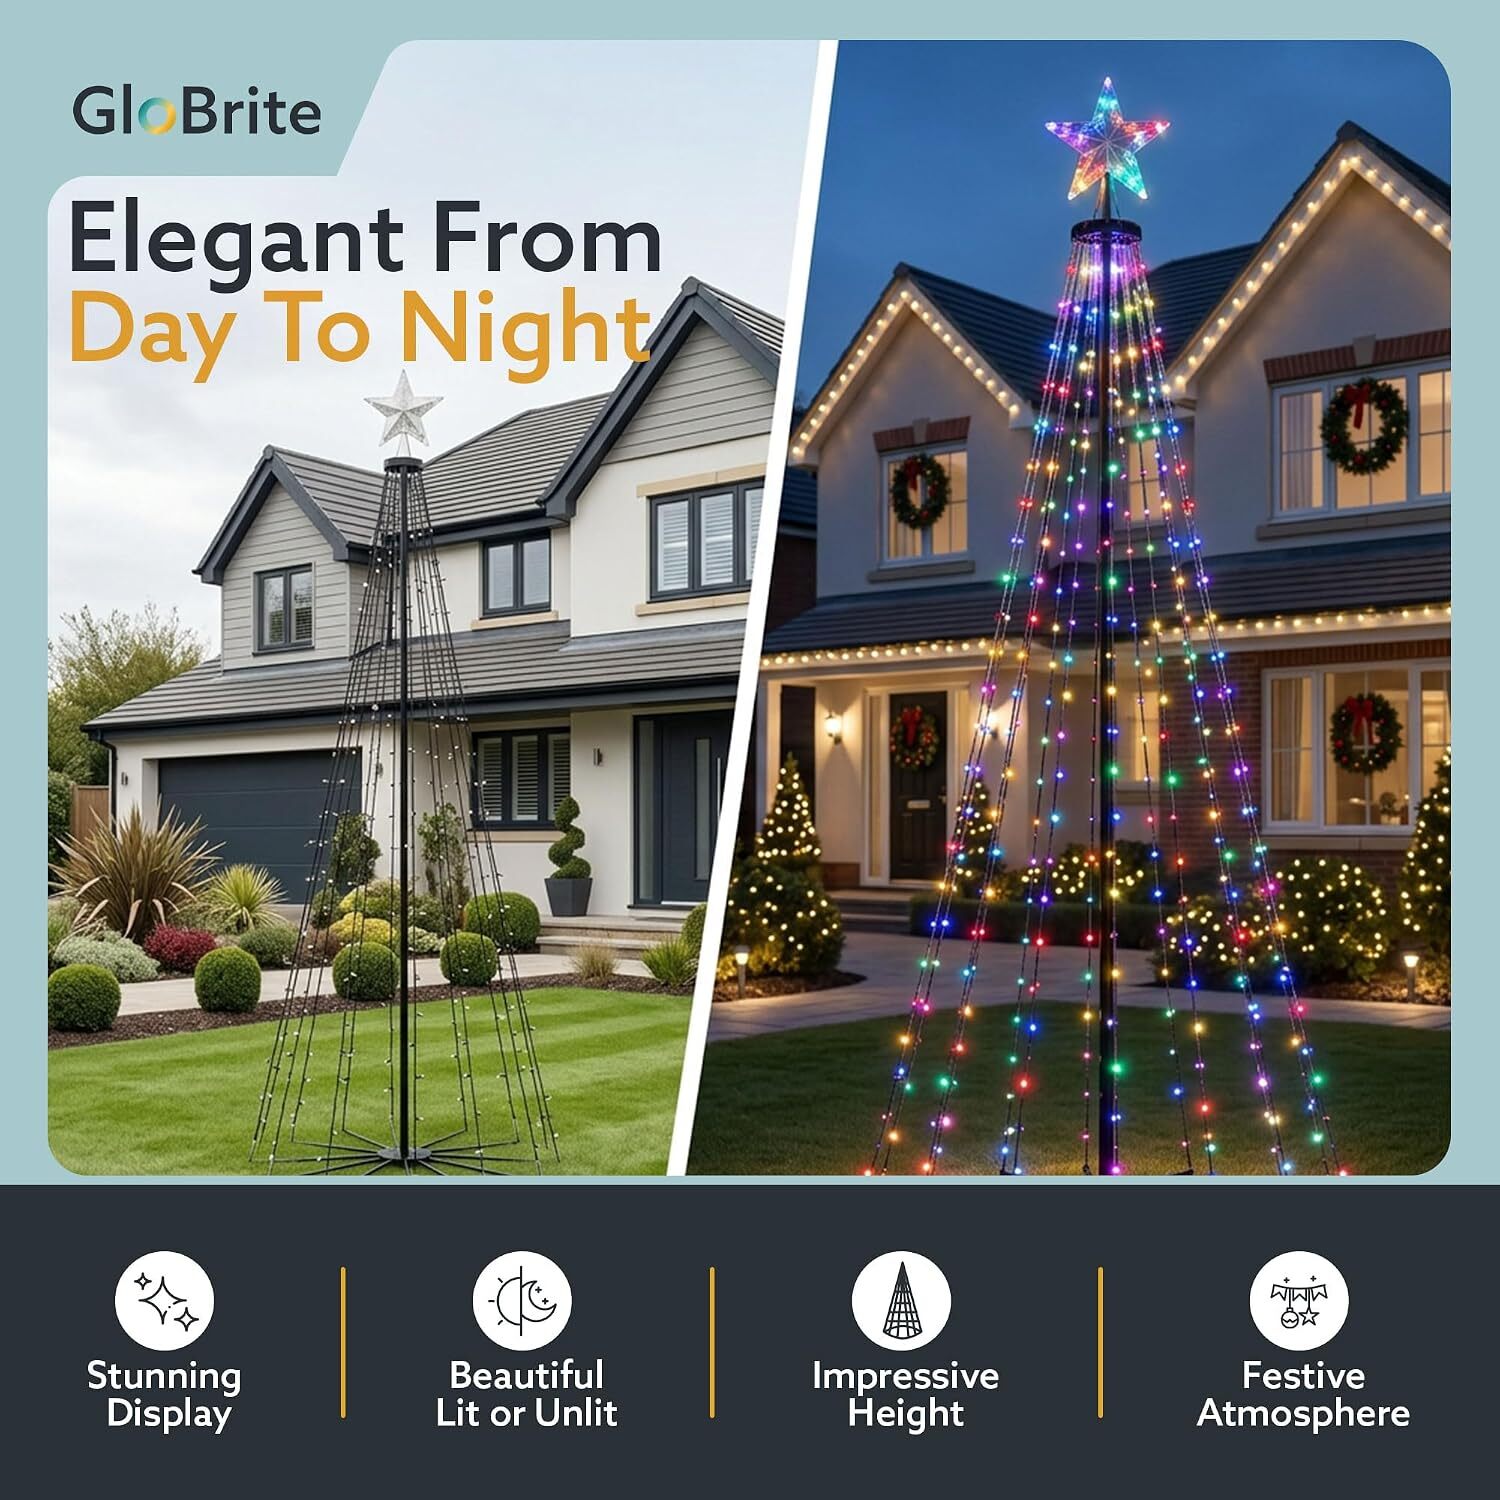 GloBrite
Elegant From
Day To Night
Stunning
Display
Beautiful
Lit or Unlit
Impressive
Height
Festive
Atmosphere